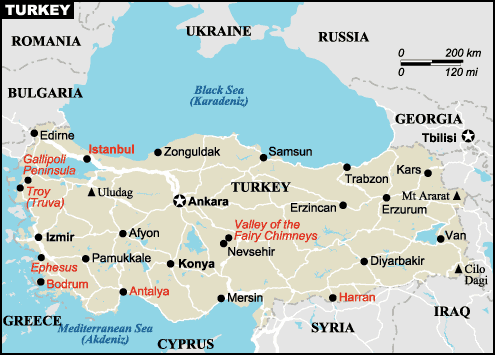 TURKEY
ROMANIA
UKRAINE
RUSSIA
0 200 km
0 120 mi
BULGARIA
Black Sea
(Karadeniz)
GEORGIA
Tbilisi
Edirne
Istanbul
Zonguldak
Samsun
Trabzon
Kars
Gallipoli
Peninsula
Troy
(Truva)
Uludag
Ankara
TURKEY
Erzincan
Erzurum
Mt Ararat
Izmir
Afyon
Valley of the
Fairy Chimneys
Nevsehir
Van
Ephesus
Pamukkale
Konya
Diyarbakir
Cilo
Dagi
Bodrum
Antalya
Mersin
Harran
GREECE
Mediterranean Sea
(Akdeniz)
CYPRUS
SYRIA
IRAQ